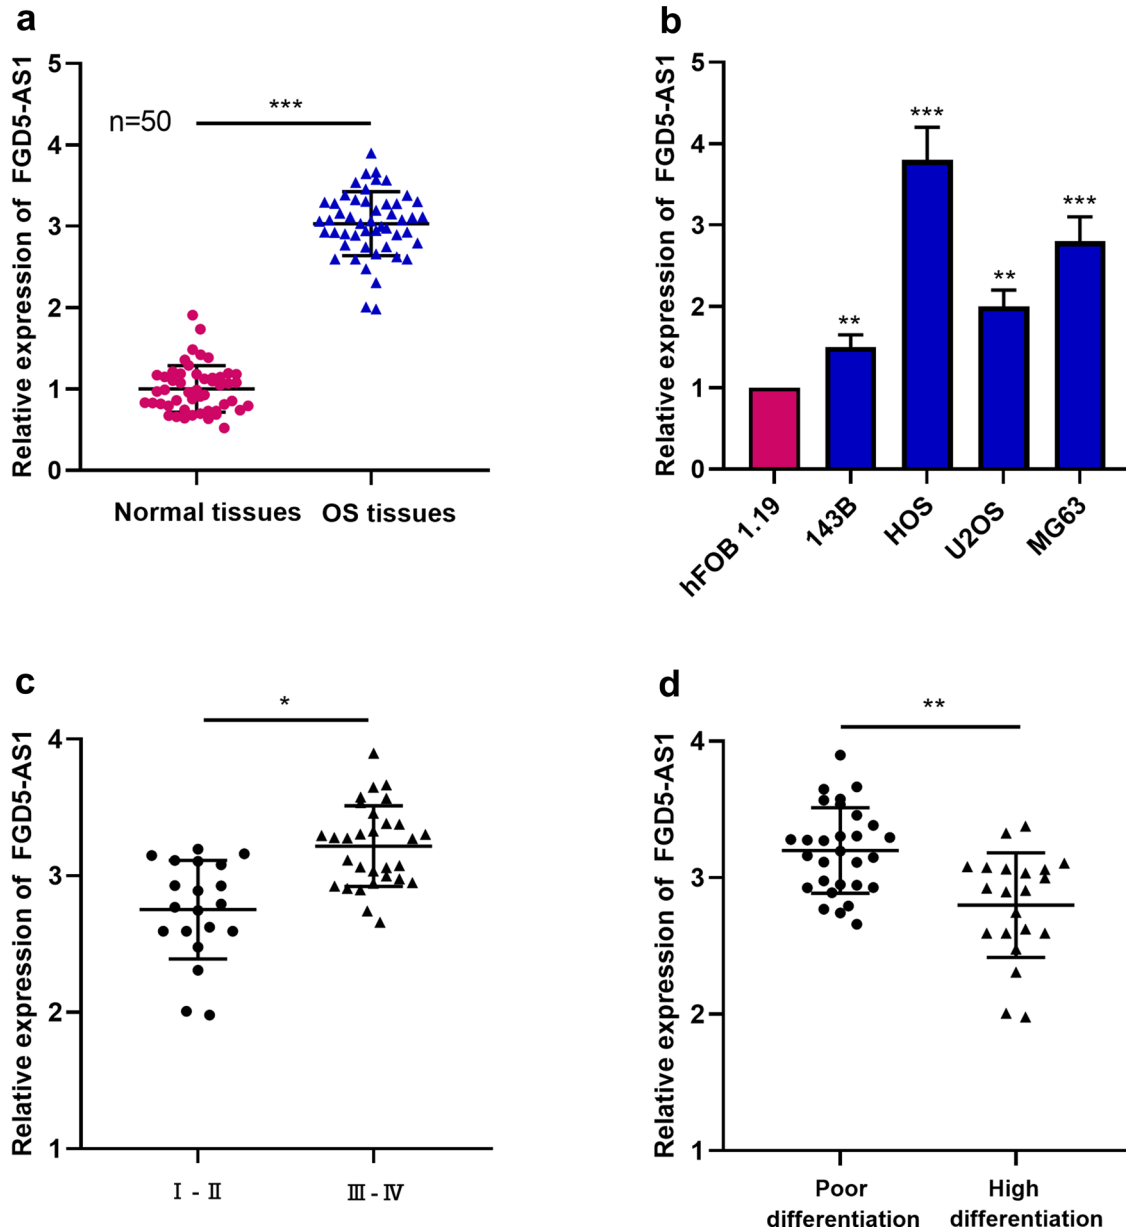 a
Relative expression of FGD5-AS1
5
4
3
2
1
0
n=50
***
Normal tissues
OS tissues
b
Relative expression of FGD5-AS1
5
4
3
2
1
0
**
***
**
***
hFOB 1.19
143B
HOS
U2OS
MG63
c
Relative expression of FGD5-AS1
4
3
2
1
*
Ⅰ - Ⅱ
Ⅲ - Ⅳ
d
Relative expression of FGD5-AS1
4
3
2
1
**
Poor
differentiation
High
differentiation